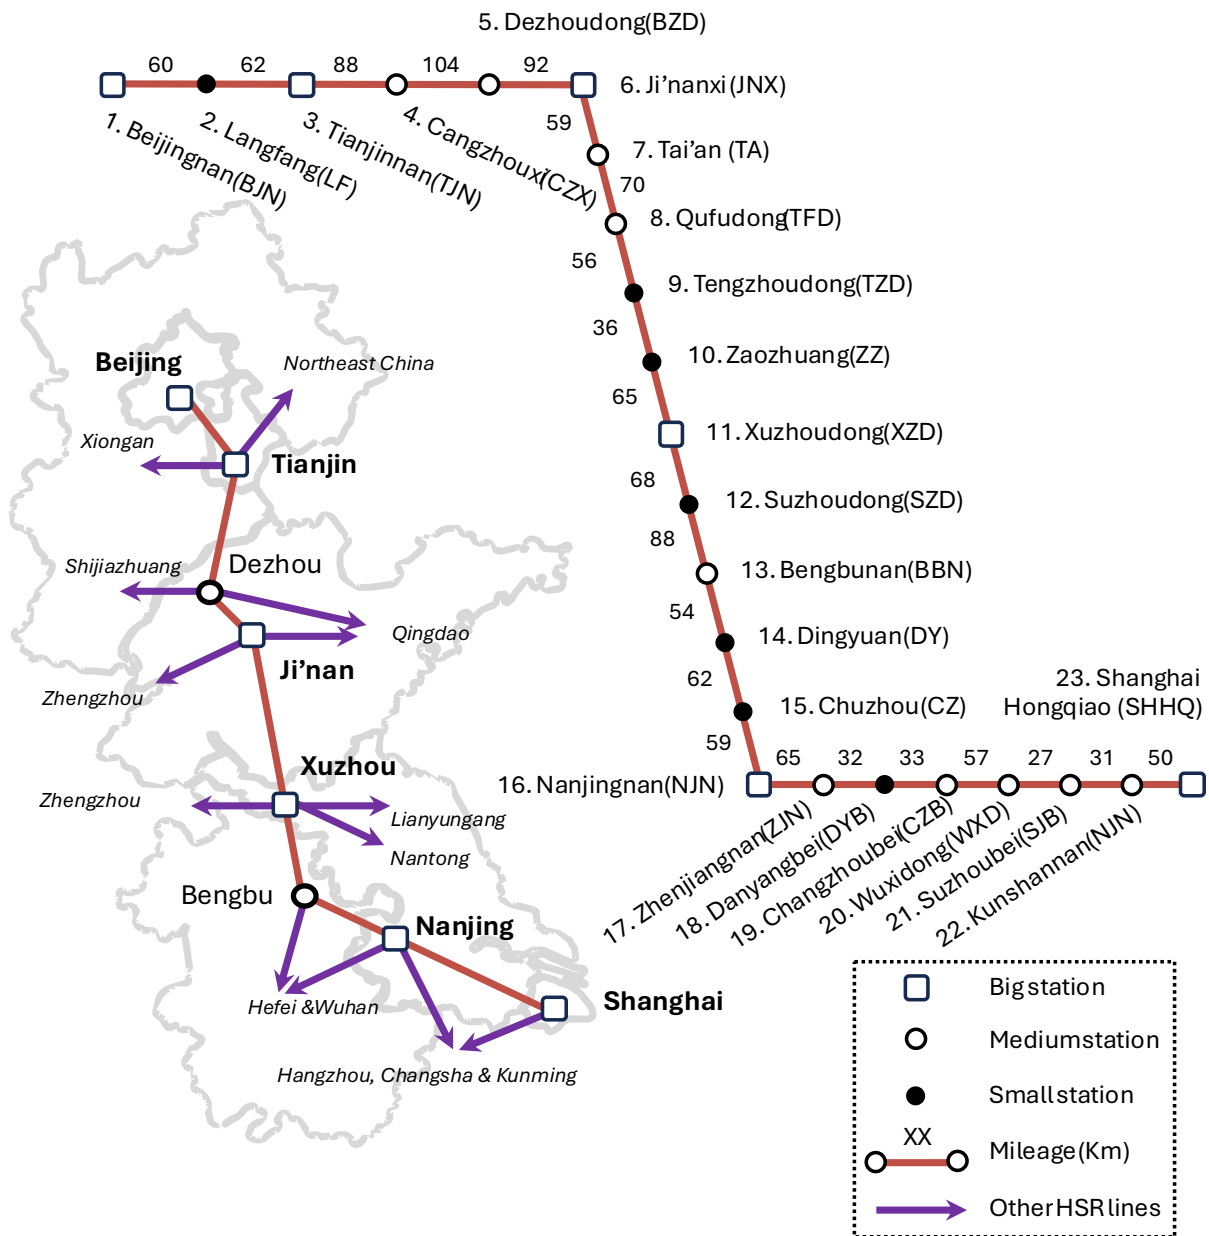 5. Dezhoudong(BZD)
60
62
88
104
92
6. Ji'nanxi(JNX)
1. Beijingnan(BJN)
2. Langfang(LF)
3. Tianjinnan(TJN)
4. Cangzhoux(CZX)
59
7. Tai'an (TA)
70
8. Qufudong(TFD)
56
9. Tengzhoudong(TZD)
36
10. Zaozhuang(ZZ)
65
11. Xuzhoudong(XZD)
68
12. Suzhoudong(SZD)
88
13. Bengbunan(BBN)
54
14. Dingyuan(DY)
62
15. Chuzhou(CZ)
59
16. Nanjingnan(NJN)
23. Shanghai
Hongqiao (SHHQ)
65
32
33
57
27
31
50
17. Zhenjiangnan(ZJN)
18. Danyangbei(DYB)
19. Changzhoubei(CZB)
20. Wuxidong(WXD)
21. Suzhoubei(SJB)
22. Kunshannan(NJN)
Beijing
Northeast China
Xiongan
Tianjin
Shijiazhuang
Dezhou
Qingdao
Ji'nan
Zhengzhou
Xuzhou
Zhengzhou
Lianyungang
Nantong
Bengbu
Nanjing
Hefei &Wuhan
Shanghai
Hangzhou, Changsha & Kunming
Big station
Medium station
Small station
XX
Mileage(Km)
Other HSR lines